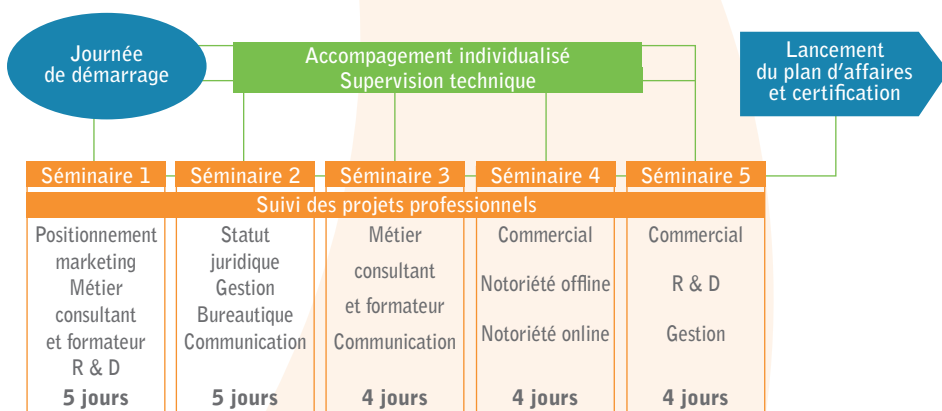 Journée
de démarrage
Accompagement individualisé
Supervision technique
Lancement
du plan d'affaires
et certification
Séminaire 1
Séminaire 2
Séminaire 3
Séminaire 4
Séminaire 5
Suivi des projets professionnels
Positionnement
marketing
Métier
consultant
et formateur
R & D
5 jours
Statut
juridique
Gestion
Bureautique
Communication
5 jours
Métier
consultant
et formateur
Communication
4 jours
Commercial
Notoriété offline
Notoriété online
4 jours
Commercial
R & D
Gestion
4 jours